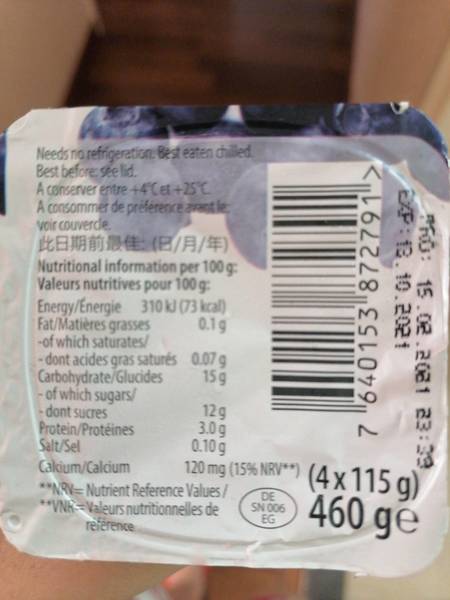 Needs no refrigeration. Best eaten chilled.
Best before: see lid.
A conserver entre +4°C et +25°C.
A consommer de préférence avant le:
voir couvercle.
此日期前最佳: (日/月/年)
Nutritional information per 100 g:
Valeurs nutritives pour 100 g:
Energy/Énergie 310 kJ (73 kcal)
Fat/Matières grasses 0.1 g
-of which saturates/
- dont acides gras saturés 0.07 g
Carbohydrate/Glucides 15 g
- of which sugars/
- dont sucres 12 g
Protein/Protéines 3.0 g
Salt/Sel 0.10 g
Calcium/Calcium 120 mg (15% NRV**)
**NRV= Nutrient Reference Values /
**VNR= Valeurs nutritionnelles de
référence
DE
SN 006
EG
(4 x 115 g)
460 g e
7 640153 872791 >
EXP: 13.10.2021
PRO: 15.02.2021 23:39